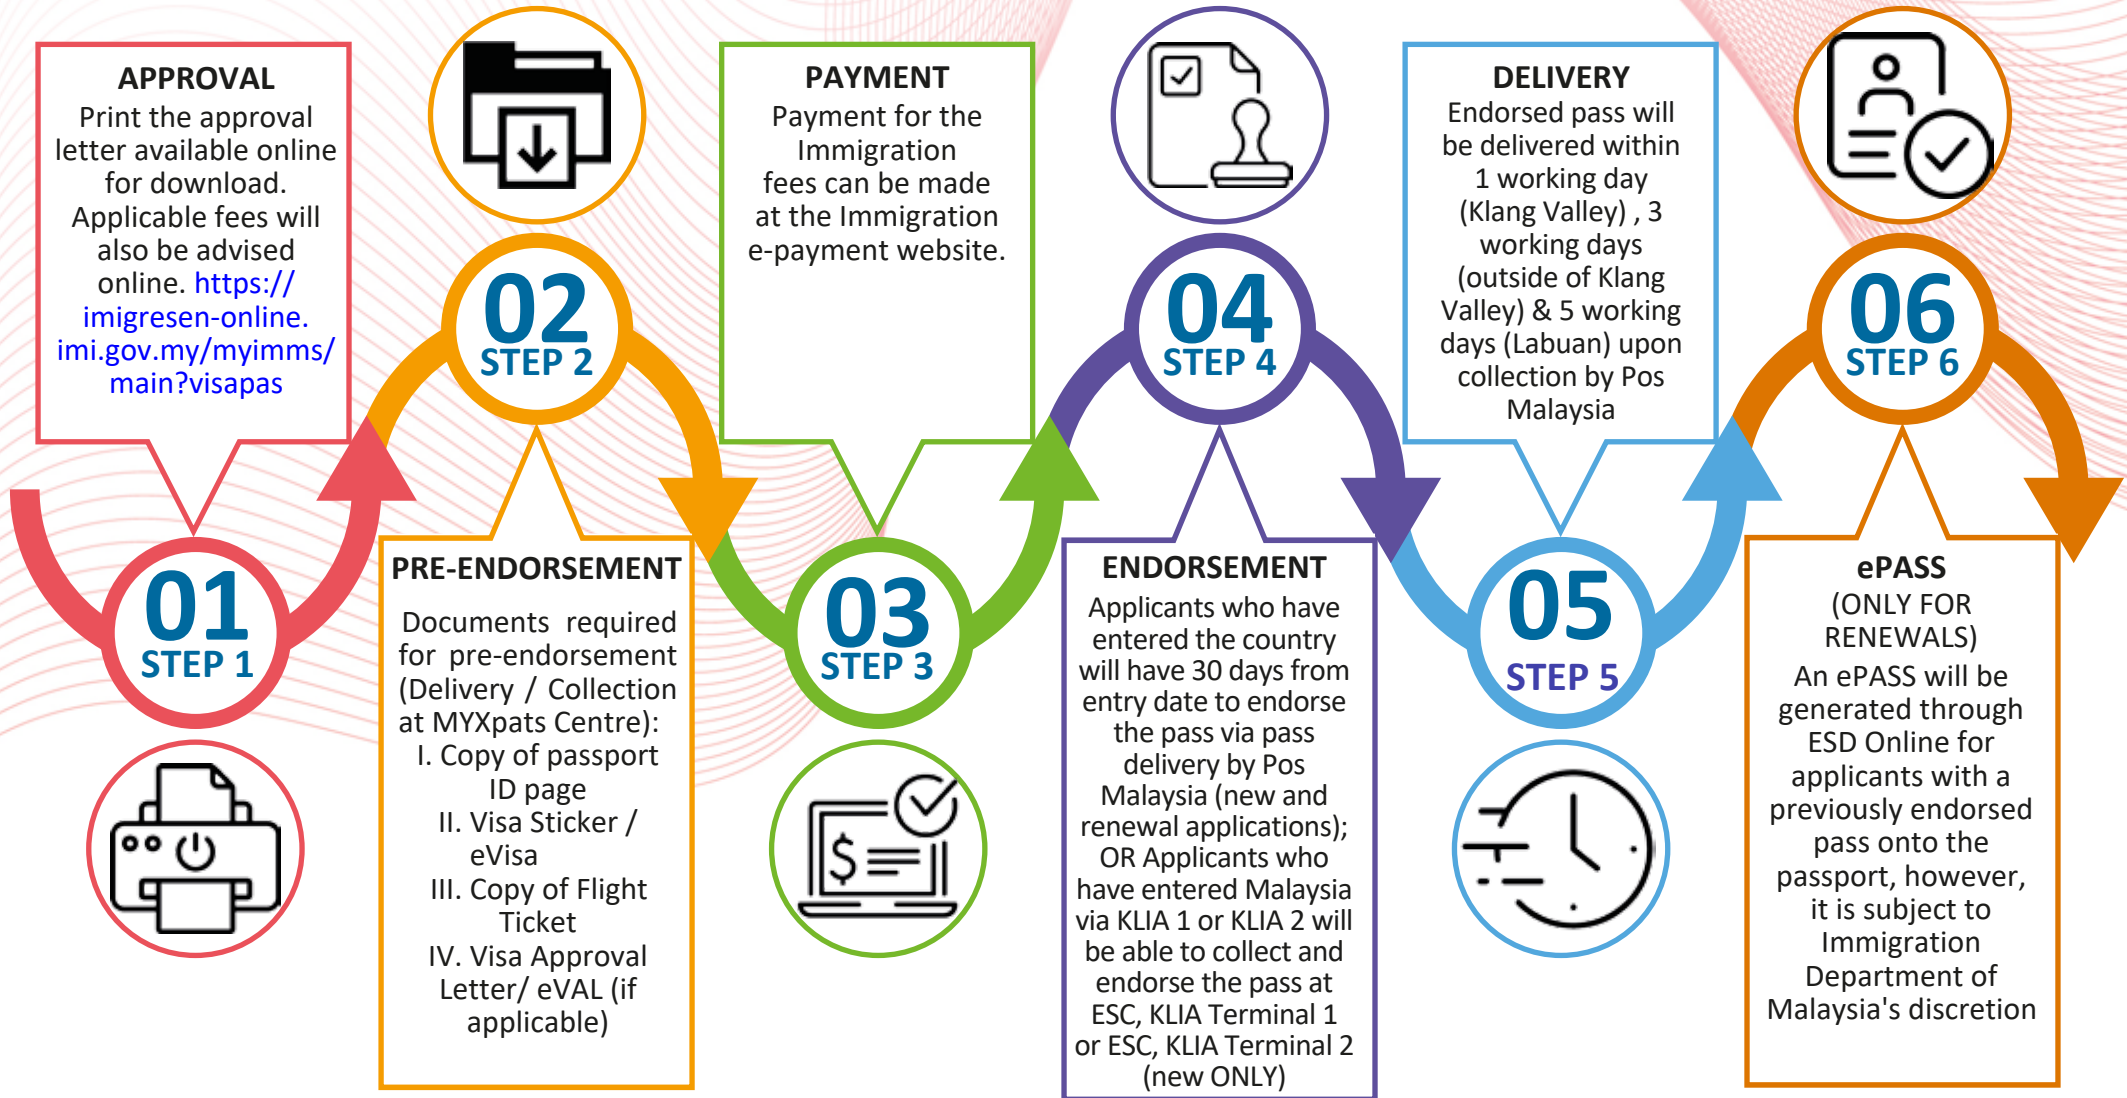 APPROVAL
Print the approval
letter available online
for download.
Applicable fees will
also be advised
online. https://
imigresen-online.
imi.gov.my/myimms/
main?visapas
01
STEP 1
02
STEP 2
PRE-ENDORSEMENT
Documents required
for pre-endorsement
(Delivery / Collection
at MYXpats Centre):
I. Copy of passport
ID page
II. Visa Sticker /
eVisa
III. Copy of Flight
Ticket
IV. Visa Approval
Letter/ eVAL (if
applicable)
PAYMENT
Payment for the
Immigration
fees can be made
at the Immigration
e-payment website.
03
STEP 3
$
04
STEP 4
ENDORSEMENT
Applicants who have
entered the country
will have 30 days from
entry date to endorse
the pass via pass
delivery by Pos
Malaysia (new and
renewal applications);
OR Applicants who
have entered Malaysia
via KLIA 1 or KLIA 2 will
be able to collect and
endorse the pass at
ESC, KLIA Terminal 1
or ESC, KLIA Terminal 2
(new ONLY)
DELIVERY
Endorsed pass will
be delivered within
1 working day
(Klang Valley) , 3
working days
(outside of Klang
Valley) & 5 working
days (Labuan) upon
collection by Pos
Malaysia
05
STEP 5
06
STEP 6
ePASS
(ONLY FOR
RENEWALS)
An ePASS will be
generated through
ESD Online for
applicants with a
previously endorsed
pass onto the
passport, however,
it is subject to
Immigration
Department of
Malaysia's discretion